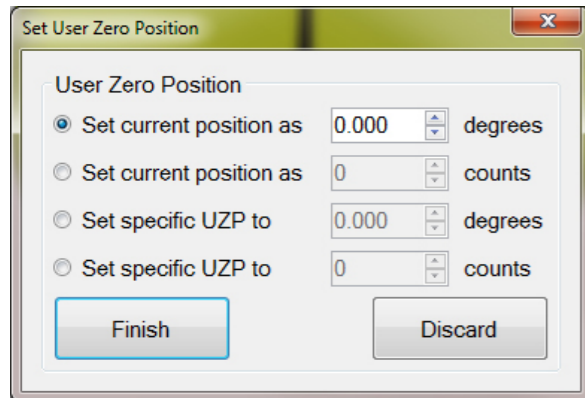 Set User Zero Position
User Zero Position
Set current position as 0.000 degrees
Set current position as 0 counts
Set specific UZP to 0.000 degrees
Set specific UZP to 0 counts
Finish Discard